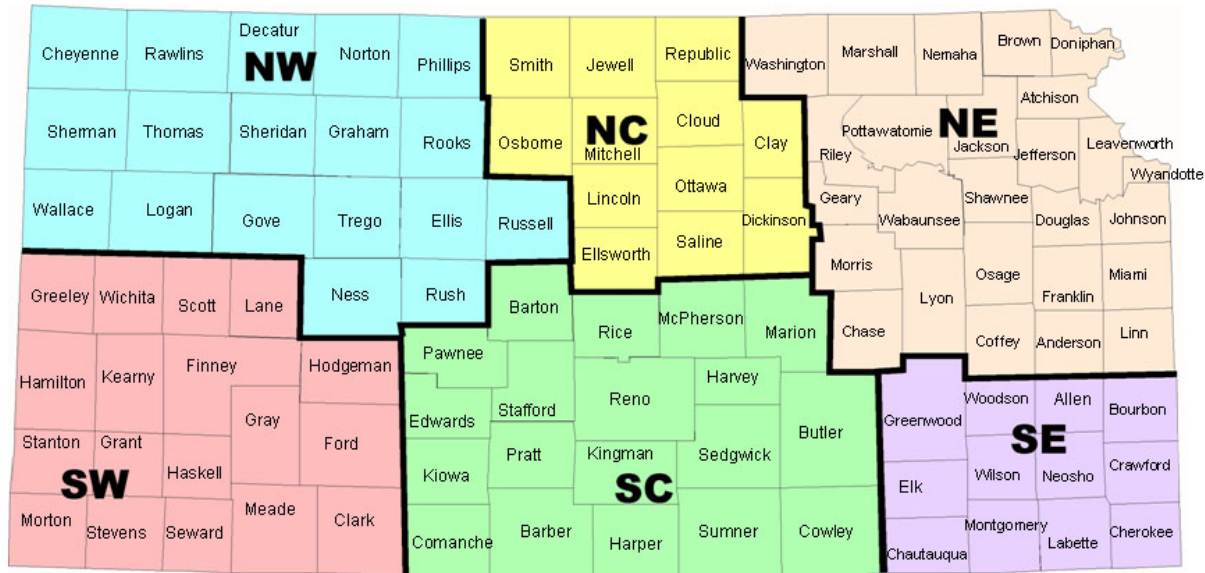 Cheyenne Rawlins Decatur Norton Phillips
NW
Sherman Thomas Sheridan Graham Rooks
Wallace Logan Gove Trego Ellis Russell
Ness Rush
Smith Jewell Republic
NC
Osborne Mitchell Cloud Clay
Lincoln Ottawa Dickinson
Ellsworth Saline
Washington Marshall Nemaha Brown Doniphan
NE
Atchison
Riley Pottawatomie Jackson Jefferson Leavenworth
Wyandotte
Geary Wabaunsee Shawnee Douglas Johnson
Morris Lyon Osage Franklin Miami
Chase Coffey Anderson Linn
Greeley Wichita Scott Lane
Hamilton Kearny Finney Hodgeman
Stanton Grant Haskell Gray Ford
SW
Morton Stevens Seward Meade Clark
Barton Rice McPherson Marion
Pawnee Stafford Reno Harvey Butler
Edwards
Kiowa Pratt Kingman Sedgwick
SC
Comanche Barber Harper Sumner Cowley
Greenwood Woodson Allen Bourbon
SE
Elk Wilson Neosho Crawford
Chautauqua Montgomery Labette Cherokee